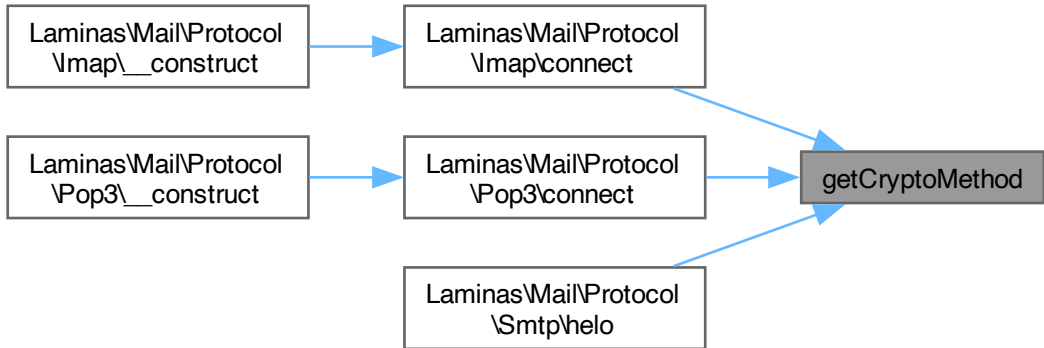 Laminas\Mail\Protocol
\Imap\__construct
Laminas\Mail\Protocol
\Imap\connect
Laminas\Mail\Protocol
\Pop3\__construct
Laminas\Mail\Protocol
\Pop3\connect
getCryptoMethod
Laminas\Mail\Protocol
\Smtp\helo